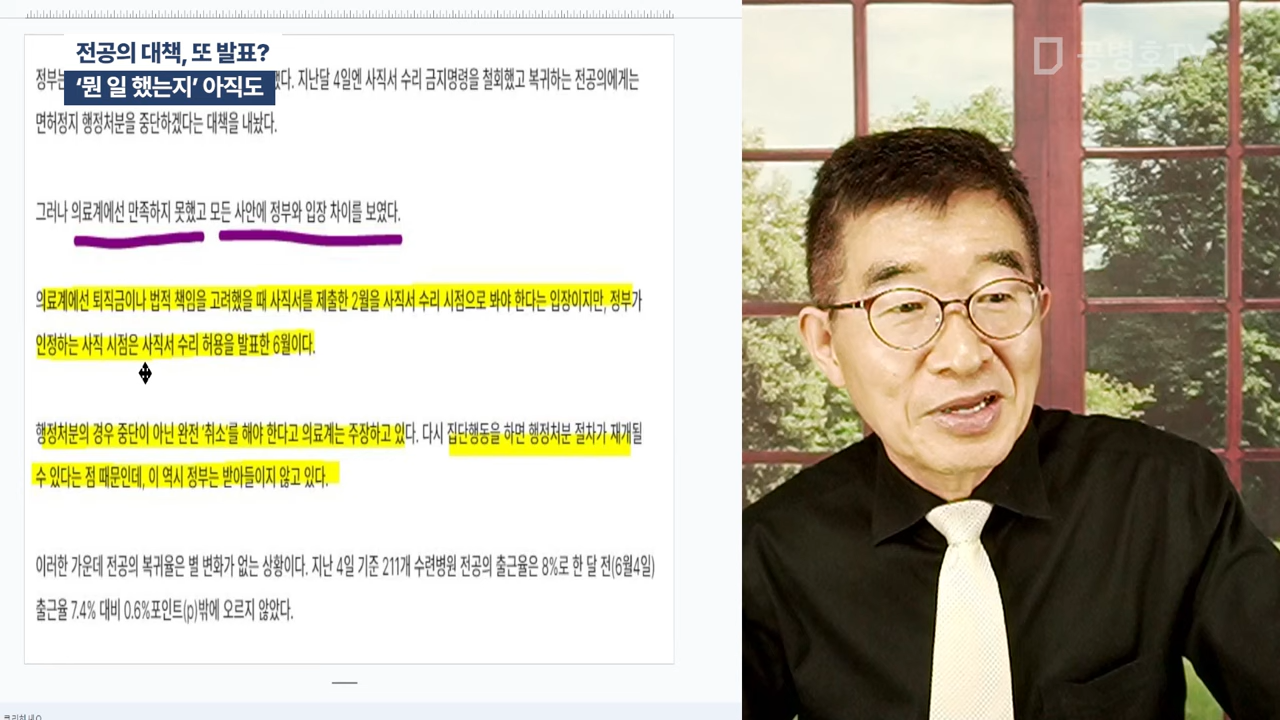 전공의 대책, 또 발표?
'뭔 일 했는지' 아직도
정부는 했다. 지난달 4일엔 사직서 수리 금지명령을 철회했고 복귀하는 전공의에게는
면허정지 행정처분을 중단하겠다는 대책을 내놨다.
그러나 의료계에선 만족하지 못했고 모든 사안에 정부와 입장 차이를 보였다.
의료계에선 퇴직금이나 법적 책임을 고려했을 때 사직서를 제출한 2월을 사직서 수리 시점으로 봐야 한다는 입장이지만, 정부가
인정하는 사직 시점은 사직서 수리 허용을 발표한 6월이다.
행정처분의 경우 중단이 아닌 완전 '취소'를 해야 한다고 의료계는 주장하고 있다. 다시 집단행동을 하면 행정처분 절차가 재개될
수 있다는 점 때문인데, 이 역시 정부는 받아들이지 않고 있다.
이러한 가운데 전공의 복귀율은 별 변화가 없는 상황이다. 지난 4일 기준 211개 수련병원 전공의 출근율은 8%로 한 달 전(6월4일)
출근율 7.4% 대비 0.6%포인트(p)밖에 오르지 않았다.
공병호TV